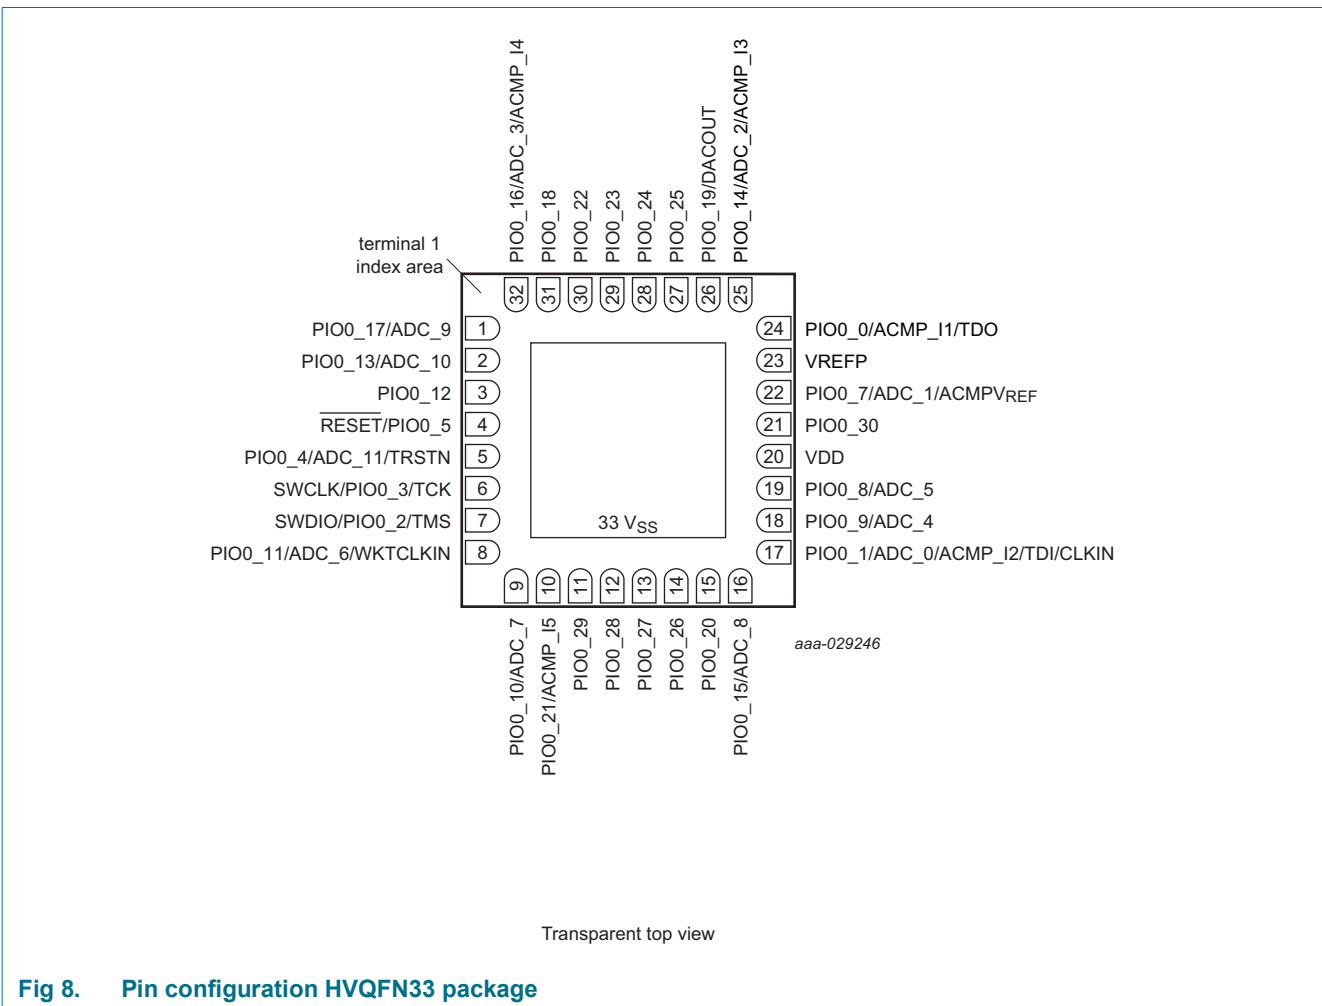 PIO0_16/ADC_3/ACMP_I4
PIO0_18
PIO0_22
PIO0_23
PIO0_24
PIO0_25
PIO0_19/DACOUT
PIO0_14/ADC_2/ACMP_I3
terminal 1
index area
32
31
30
29
28
27
26
25
PIO0_17/ADC_9 1
PIO0_13/ADC_10 2
PIO0_12 3
RESET/PIO0_5 4
PIO0_4/ADC_11/TRSTN 5
SWCLK/PIO0_3/TCK 6
SWDIO/PIO0_2/TMS 7
PIO0_11/ADC_6/WKTCLKIN 8
24 PIO0_0/ACMP_I1/TDO
23 VREFP
22 PIO0_7/ADC_1/ACMPVREF
21 PIO0_30
20 VDD
19 PIO0_8/ADC_5
18 PIO0_9/ADC_4
17 PIO0_1/ADC_0/ACMP_I2/TDI/CLKIN
33 VSS
9
10
11
12
13
14
15
16
PIO0_10/ADC_7
PIO0_21/ACMP_I5
PIO0_29
PIO0_28
PIO0_27
PIO0_26
PIO0_20
PIO0_15/ADC_8
aaa-029246
Transparent top view
Fig 8. Pin configuration HVQFN33 package